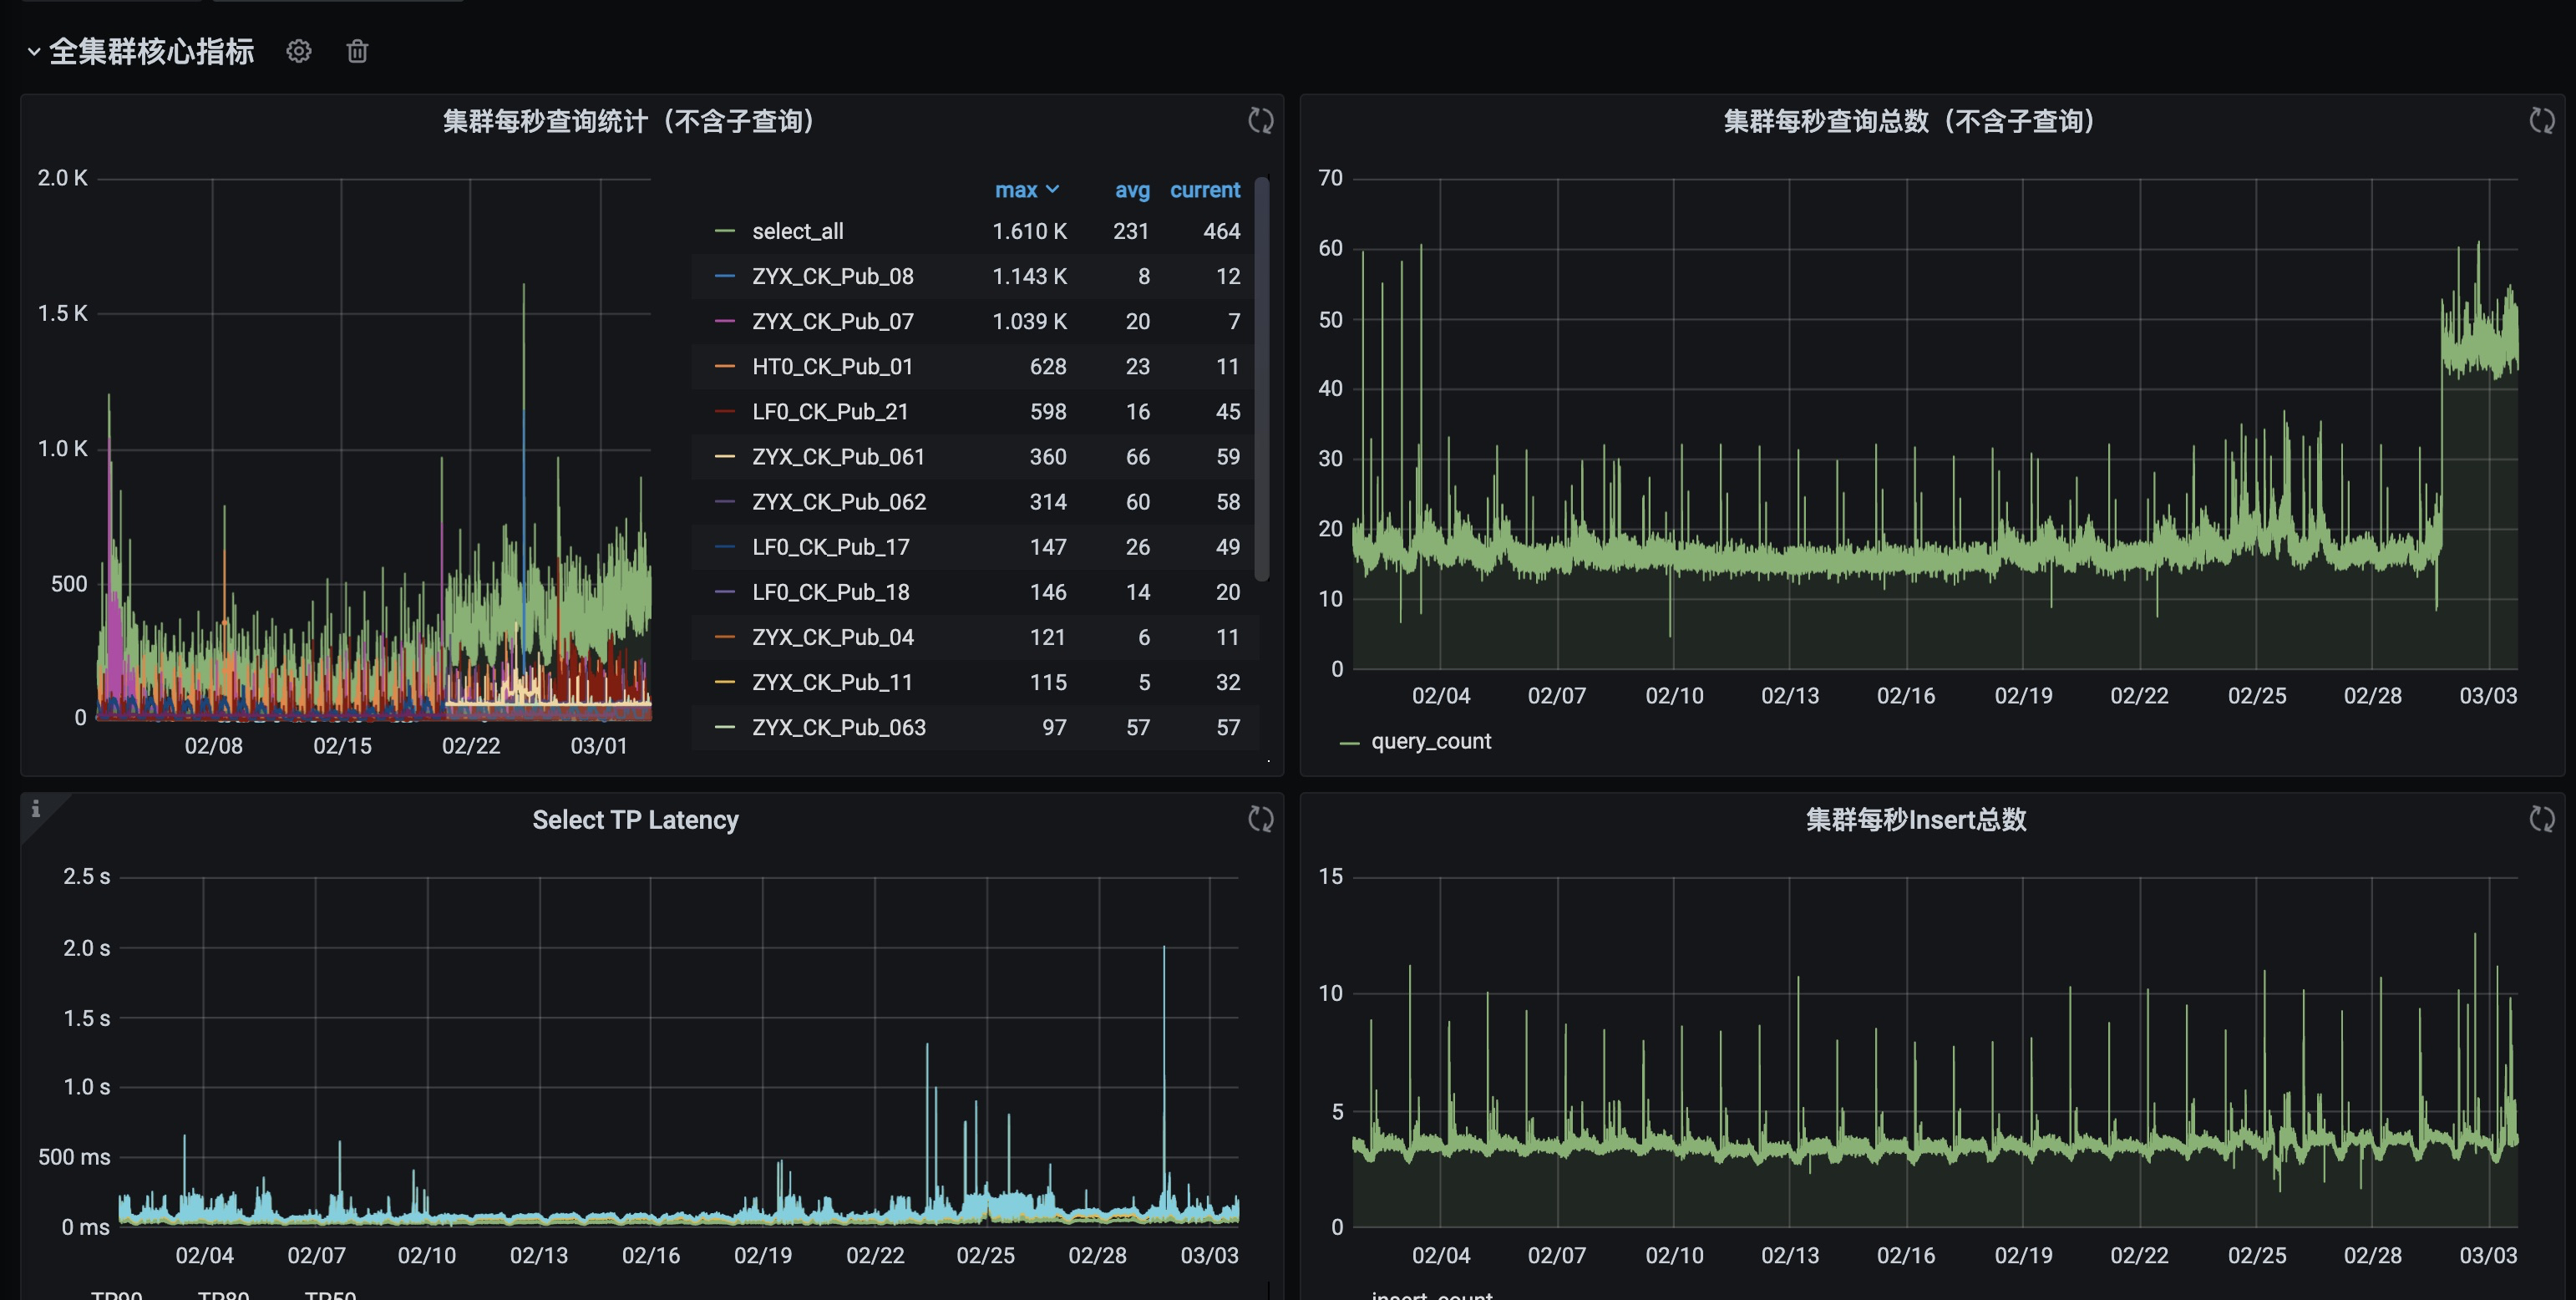 全集群核心指标
集群每秒查询统计（不含子查询）
2.0 K
1.5 K
1.0 K
500
0
02/08 02/15 02/22 03/01
max avg current
select_all 1.610 K 231 464
ZYX_CK_Pub_08 1.143 K 8 12
ZYX_CK_Pub_07 1.039 K 20 7
HT0_CK_Pub_01 628 23 11
LF0_CK_Pub_21 598 16 45
ZYX_CK_Pub_061 360 66 59
ZYX_CK_Pub_062 314 60 58
LF0_CK_Pub_17 147 26 49
LF0_CK_Pub_18 146 14 20
ZYX_CK_Pub_04 121 6 11
ZYX_CK_Pub_11 115 5 32
ZYX_CK_Pub_063 97 57 57
集群每秒查询总数（不含子查询）
70
60
50
40
30
20
10
0
02/04 02/07 02/10 02/13 02/16 02/19 02/22 02/25 02/28 03/03
query_count
i
Select TP Latency
2.5 s
2.0 s
1.5 s
1.0 s
500 ms
0 ms
02/04 02/07 02/10 02/13 02/16 02/19 02/22 02/25 02/28 03/03
TP90 TP80 TP50
集群每秒Insert总数
15
10
5
0
02/04 02/07 02/10 02/13 02/16 02/19 02/22 02/25 02/28 03/03
insert_count